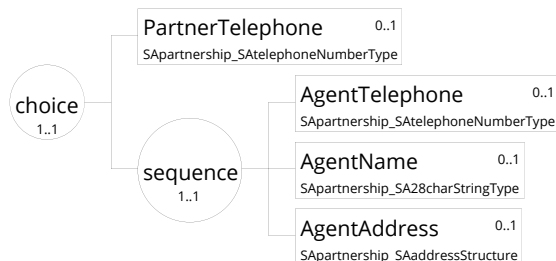 PartnerTelephone 0..1
SApartnership_SAtelephoneNumberType
choice
1..1
AgentTelephone 0..1
SApartnership_SAtelephoneNumberType
sequence
1..1
AgentName 0..1
SApartnership_SA28charStringType
AgentAddress 0..1
SApartnership_SAaddressStructure